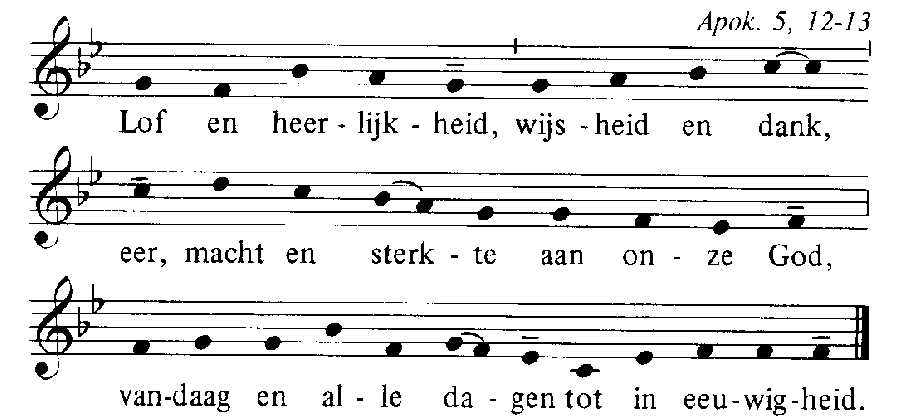 Apok. 5, 12-13
Lof en heer - lijk - heid, wijs - heid en dank,
eer, macht en sterk - te aan on - ze God,
van-daag en al - le da - gen tot in eeu-wig-heid.